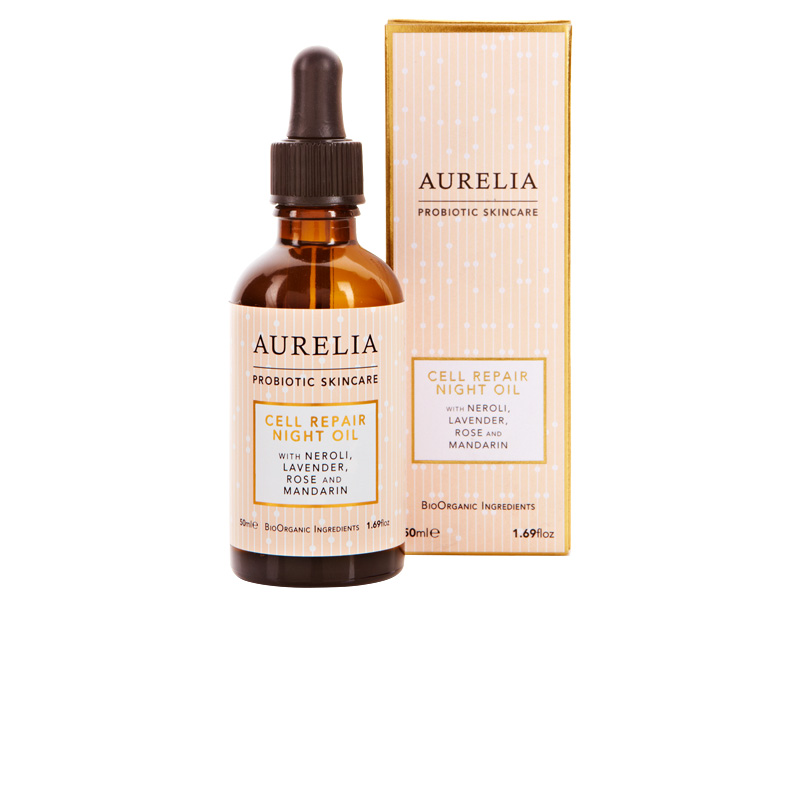 AURELIA
PROBIOTIC SKINCARE
CELL REPAIR
NIGHT OIL
WITH NEROLI,
LAVENDER,
ROSE AND
MANDARIN
50ml℮ BIOORGANIC INGREDIENTS 1.69floz
AURELIA
PROBIOTIC SKINCARE
CELL REPAIR
NIGHT OIL
WITH NEROLI,
LAVENDER,
ROSE AND
MANDARIN
BIOORGANIC INGREDIENTS
50ml℮ 1.69floz